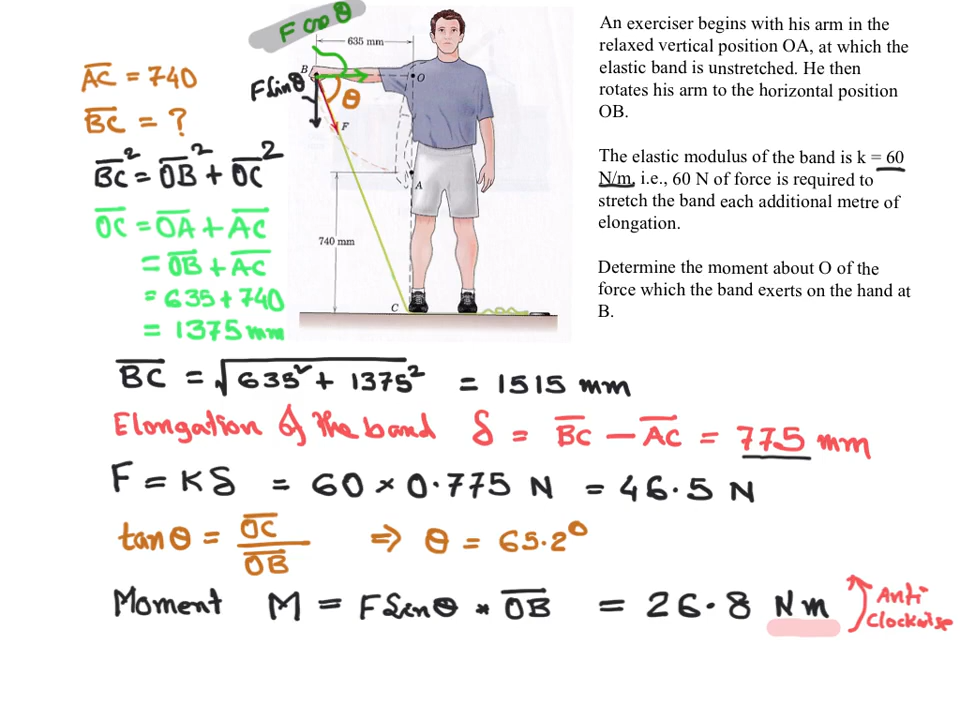 F cos θ
635 mm
B
O
F sin θ
θ
F
A
740 mm
C
AC = 740
BC = ?
BC² = OB² + OC²
OC = OA + AC
= OB + AC
= 635 + 740
= 1375 mm
An exerciser begins with his arm in the
relaxed vertical position OA, at which the
elastic band is unstretched. He then
rotates his arm to the horizontal position
OB.
The elastic modulus of the band is k = 60
N/m, i.e., 60 N of force is required to
stretch the band each additional metre of
elongation.
Determine the moment about O of the
force which the band exerts on the hand at
B.
BC = √635² + 1375² = 1515 mm
Elongation of the band δ = BC − AC = 775 mm
F = Kδ = 60 × 0.775 N = 46.5 N
tan θ = OC/OB ⇒ θ = 65.2°
Moment M = F sin θ * OB = 26.8 Nm
Anti
Clockwise